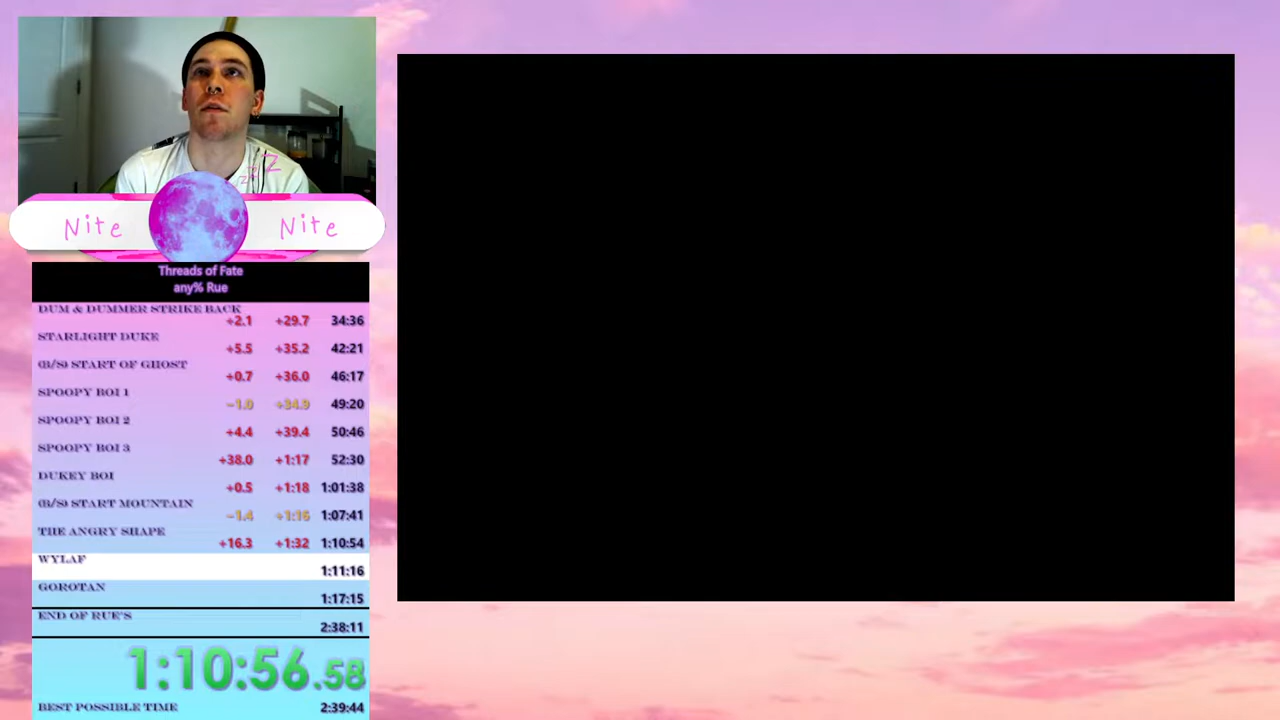 z z Z
Nite Nite
Threads of Fate
any% Rue
DUM & DUMMER STRIKE BACK
+2.1 +29.7 34:36
STARLIGHT DUKE
+5.5 +35.2 42:21
(B/S) START OF GHOST
+0.7 +36.0 46:17
SPOOPY BOI 1
−1.0 +34.9 49:20
SPOOPY BOI 2
+4.4 +39.4 50:46
SPOOPY BOI 3
+38.0 +1:17 52:30
DUKEY BOI
+0.5 +1:18 1:01:38
(B/S) START MOUNTAIN
−1.4 +1:16 1:07:41
THE ANGRY SHAPE
+16.3 +1:32 1:10:54
WYLAF
1:11:16
GOROTAN
1:17:15
END OF RUE'S
2:38:11
1:10:56.58
BEST POSSIBLE TIME 2:39:44